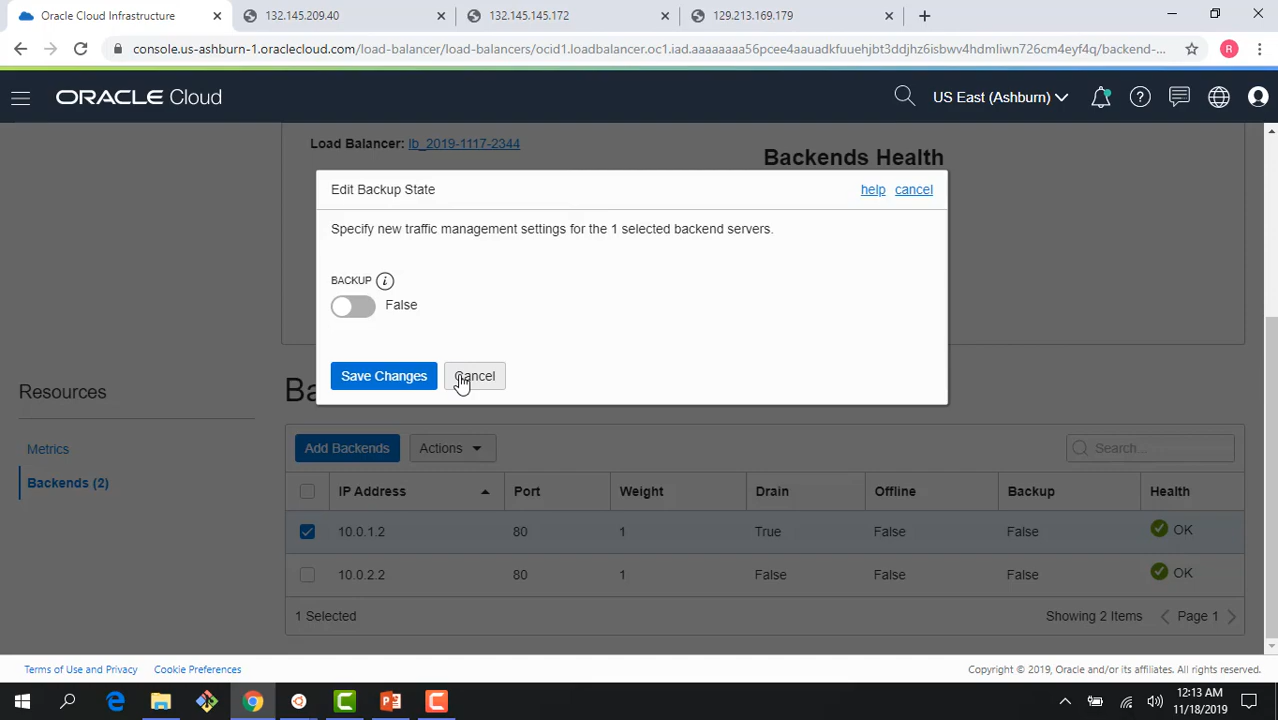 Oracle Cloud Infrastructure
132.145.209.40
132.145.145.172
129.213.169.179
console.us-ashburn-1.oraclecloud.com/load-balancer/load-balancers/ocid1.loadbalancer.oc1.iad.aaaaaaaa56pcee4aauadkfuuehjbt3ddjhz6isbwv4hdmliwn726cm4eyf4q/backend-...
R
ORACLE Cloud
US East (Ashburn)
Load Balancer: lb_2019-1117-2344
Backends Health
Edit Backup State
help
cancel
Specify new traffic management settings for the 1 selected backend servers.
BACKUP i
False
Save Changes
Cancel
Resources
Ba
Metrics
Backends (2)
Add Backends
Actions
Search...
IP Address Port Weight Drain Offline Backup Health
10.0.1.2 80 1 True False False OK
10.0.2.2 80 1 False False False OK
1 Selected
Showing 2 Items
Page 1
Terms of Use and Privacy
Cookie Preferences
Copyright © 2019, Oracle and/or its affiliates. All rights reserved.
12:13 AM
11/18/2019